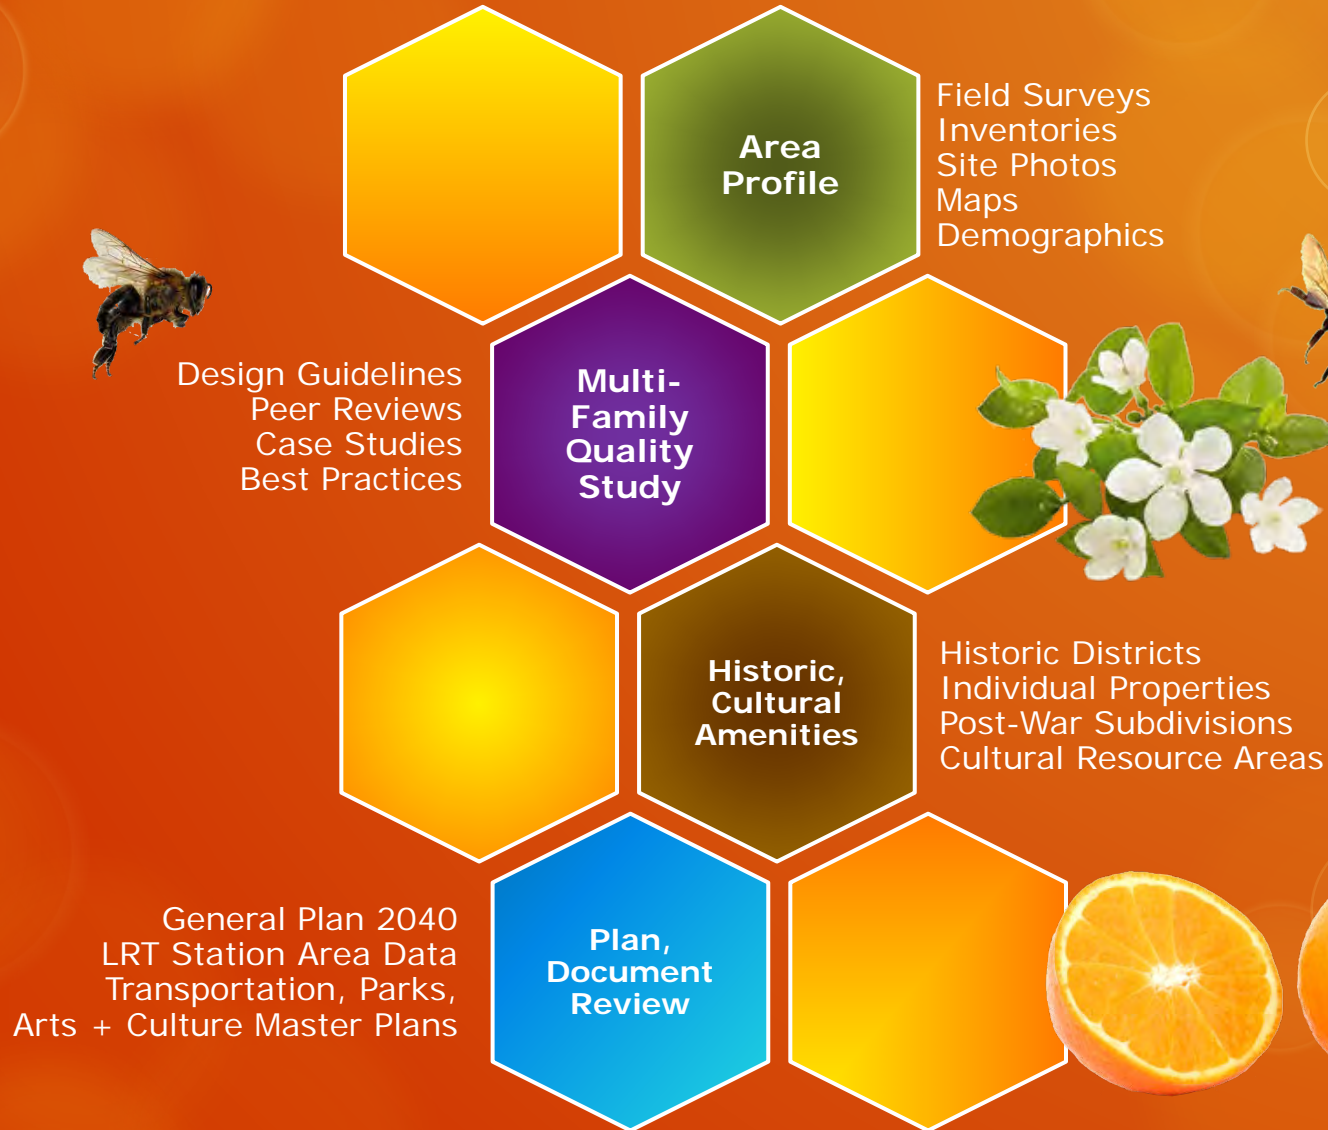 Area
Profile
Field Surveys
Inventories
Site Photos
Maps
Demographics
Design Guidelines
Peer Reviews
Case Studies
Best Practices
Multi-
Family
Quality
Study
Historic,
Cultural
Amenities
Historic Districts
Individual Properties
Post-War Subdivisions
Cultural Resource Areas
General Plan 2040
LRT Station Area Data
Transportation, Parks,
Arts + Culture Master Plans
Plan,
Document
Review